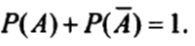 P(A) + P(A̅) = 1.